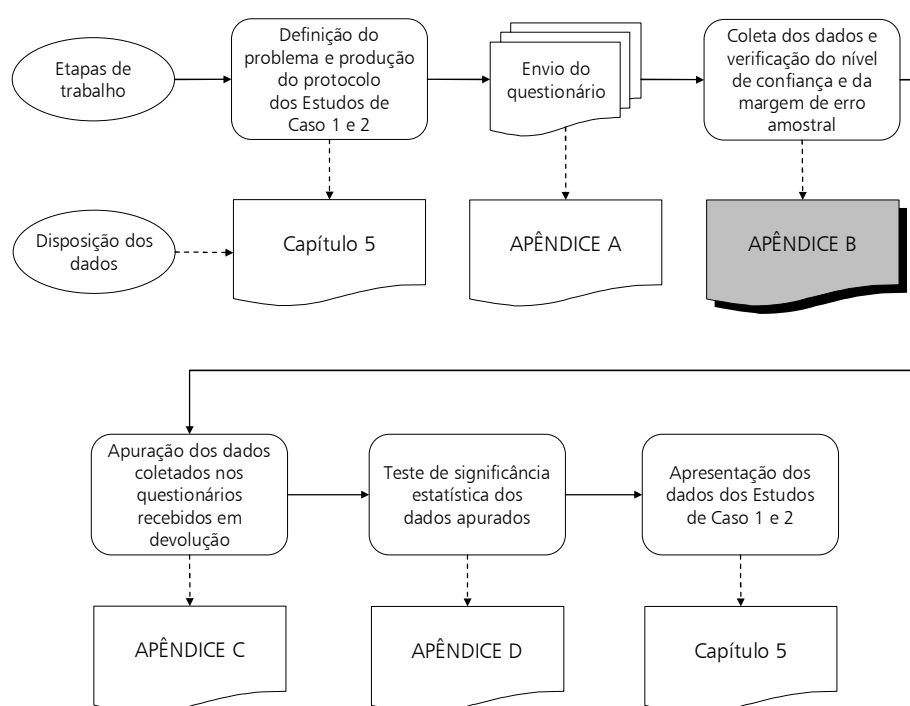 Etapas de
trabalho
Definição do
problema e produção
do protocolo
dos Estudos de
Caso 1 e 2
Envio do
questionário
Coleta dos dados e
verificação do nível
de confiança e da
margem de erro
amostral
Disposição dos
dados
Capítulo 5
APÊNDICE A
APÊNDICE B
Apuração dos dados
coletados nos
questionários
recebidos em
devolução
Teste de significância
estatística dos
dados apurados
Apresentação dos
dados dos Estudos
de Caso 1 e 2
APÊNDICE C
APÊNDICE D
Capítulo 5